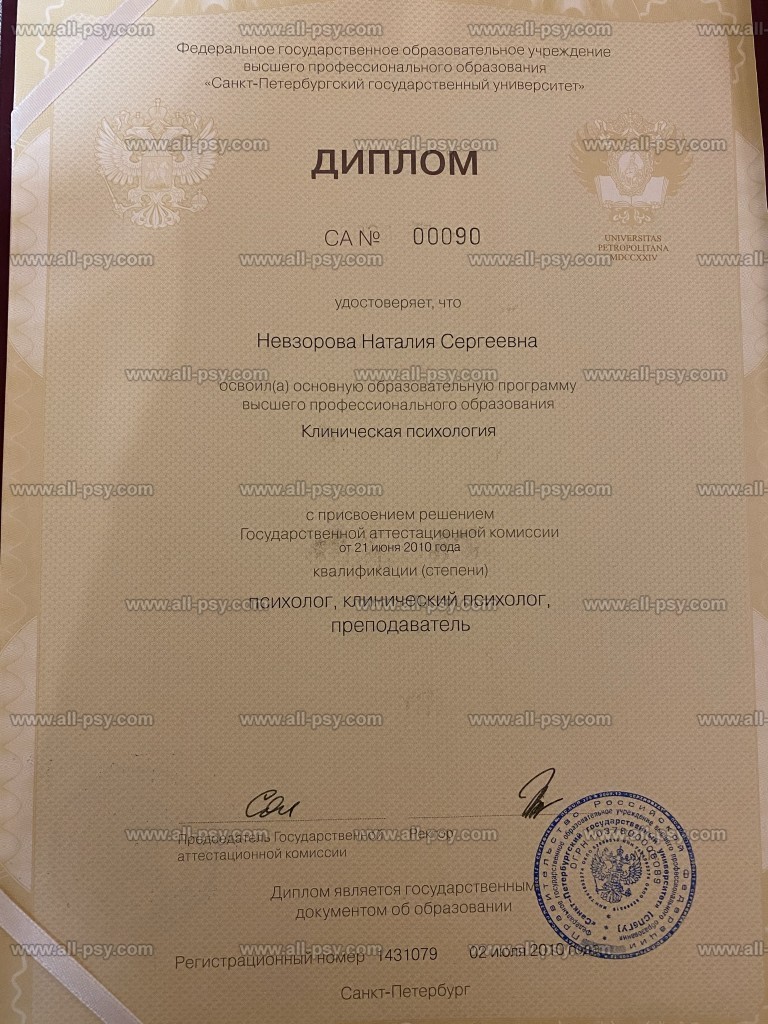 Федеральное государственное образовательное учреждение
высшего профессионального образования
«Санкт-Петербургский государственный университет»
ДИПЛОМ
UNIVERSITAS
PETROPOLITANA
MDCCXXIV
СА № 00090
удостоверяет, что
Невзорова Наталия Сергеевна
освоил(а) основную образовательную программу
высшего профессионального образования
Клиническая психология
с присвоением решением
Государственной аттестационной комиссии
от 21 июня 2010 года
квалификации (степени)
психолог, клинический психолог,
преподаватель
Председатель Государственной Ректор
аттестационной комиссии
Диплом является государственным
документом об образовании
Регистрационный номер 1431079 02 июля 2010 года
Санкт-Петербург
www.all-psy.com